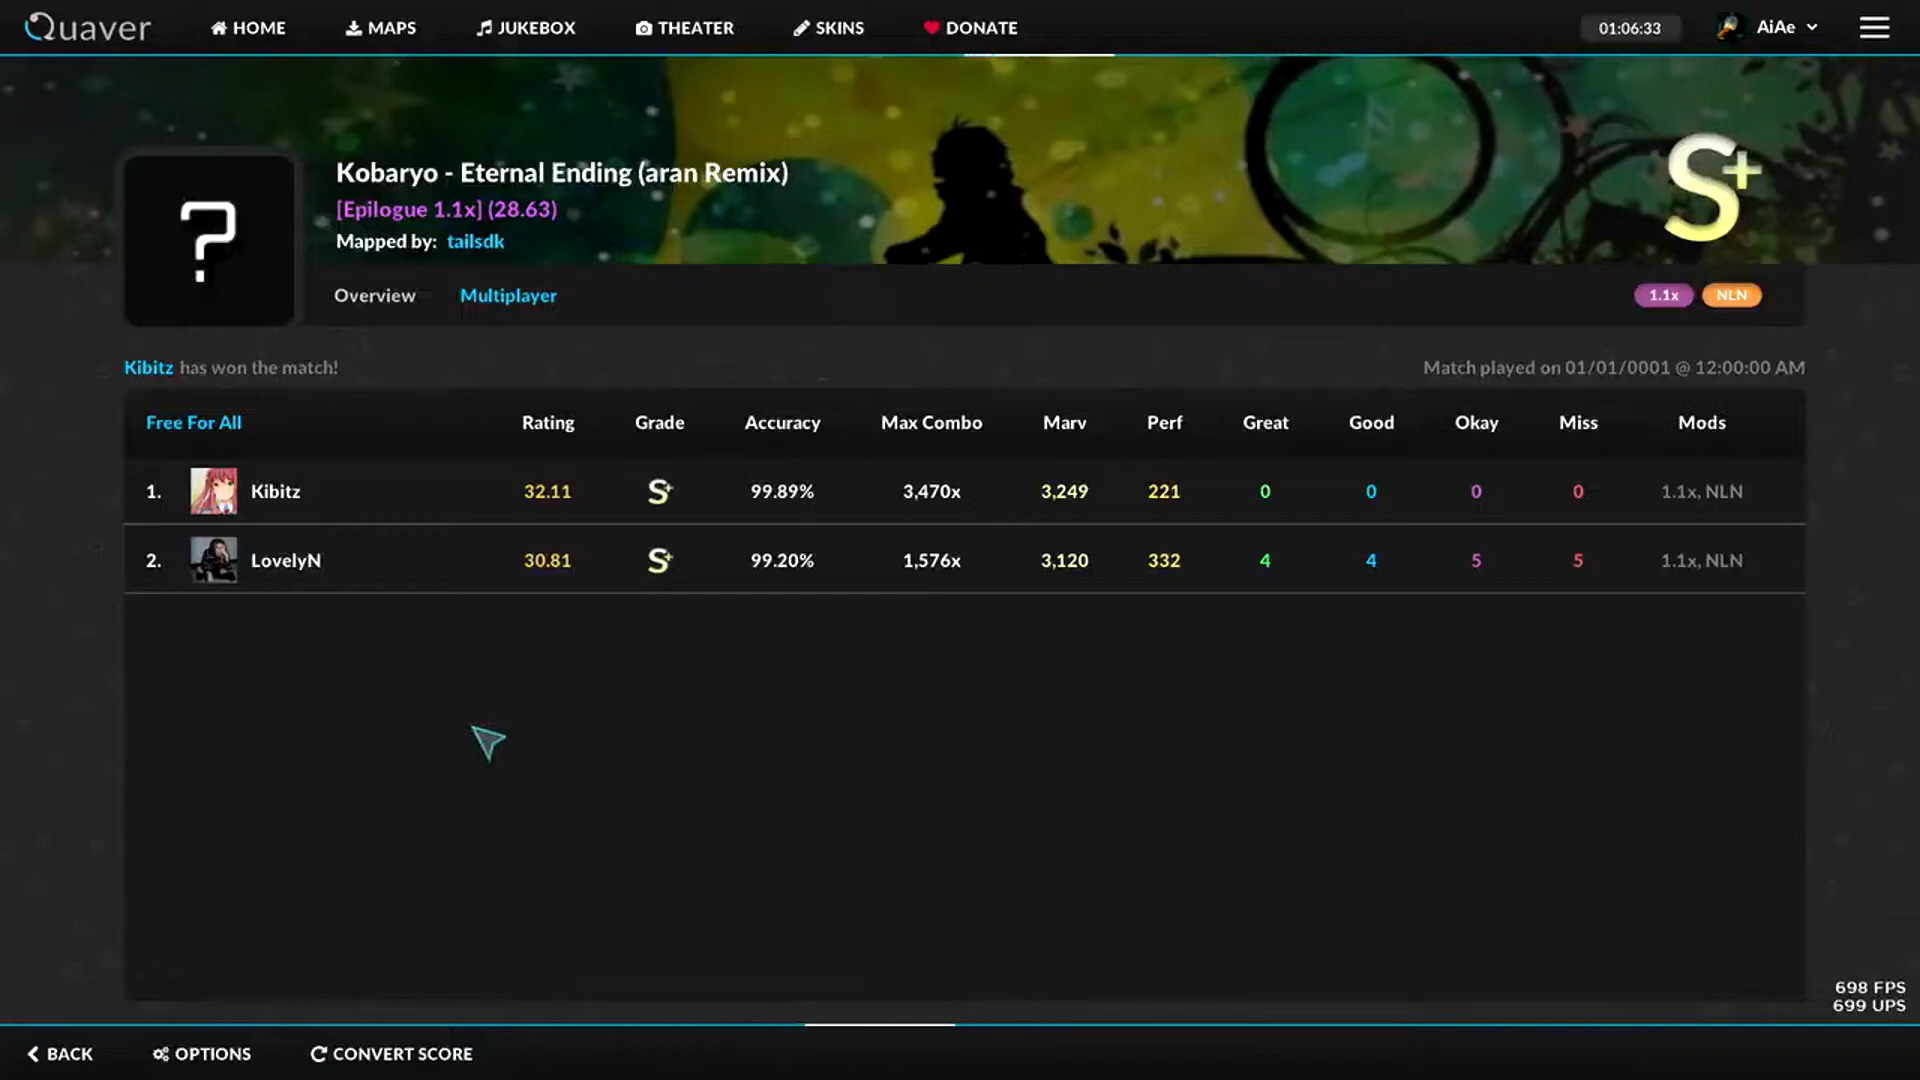 Quaver HOME MAPS JUKEBOX THEATER SKINS DONATE 01:06:33 AiAe
Kobaryo - Eternal Ending (aran Remix)
[Epilogue 1.1x] (28.63)
Mapped by: tailsdk
S+
?
Overview Multiplayer 1.1x NLN
Kibitz has won the match! Match played on 01/01/0001 @ 12:00:00 AM
Free For All Rating Grade Accuracy Max Combo Marv Perf Great Good Okay Miss Mods
1. Kibitz 32.11 S+ 99.89% 3,470x 3,249 221 0 0 0 0 1.1x, NLN
2. LovelyN 30.81 S+ 99.20% 1,576x 3,120 332 4 4 5 5 1.1x, NLN
698 FPS
699 UPS
BACK OPTIONS CONVERT SCORE